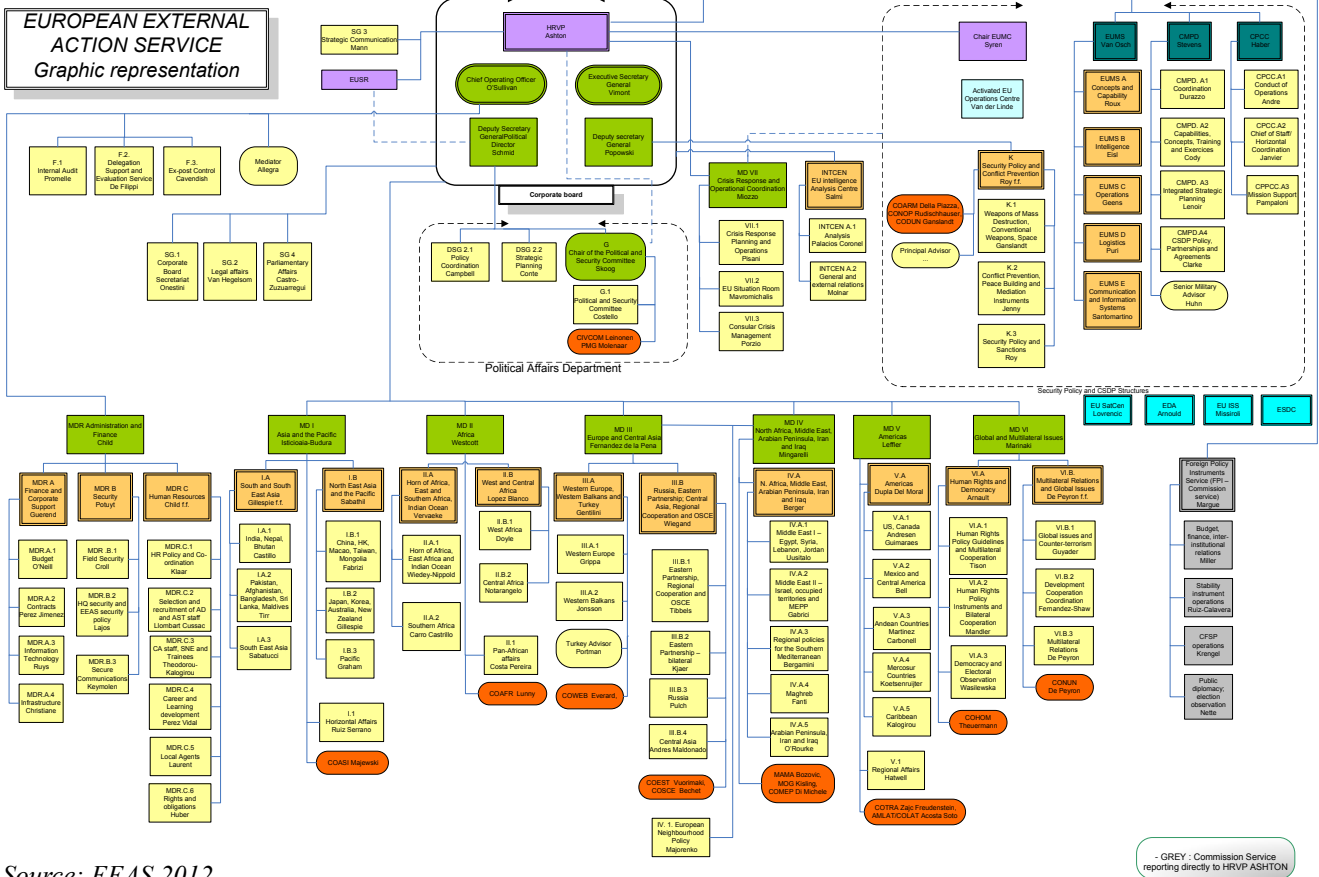 EUROPEAN EXTERNAL
ACTION SERVICE
Graphic representation
SG 3
Strategic Communication
Mann
EUSR
HRVP
Ashton
Chief Operating Officer
O'Sullivan
Executive Secretary
General
Vimont
Deputy Secretary
GeneralPolitical
Director
Schmid
Deputy secretary
General
Popowski
Corporate board
Chair EUMC
Syren
Activated EU
Operations Centre
Van der Linde
EUMS
Van Osch
CMPD
Stevens
CPCC
Haber
EUMS A
Concepts and
Capability
Roux
EUMS B
Intelligence
Eisl
EUMS C
Operations
Geens
EUMS D
Logistics
Puri
EUMS E
Communication
and Information
Systems
Santomartino
CMPD. A1
Coordination
Durazzo
CMPD. A2
Capabilities,
Concepts, Training
and Exercices
Cody
CMPD. A3
Integrated Strategic
Planning
Lenoir
CMPD.A4
CSDP Policy,
Partnerships and
Agreements
Clarke
Senior Military
Advisor
Huhn
CPCC.A1
Conduct of
Operations
Andre
CPCC.A2
Chief of Staff/
Horizontal
Coordination
Janvier
CPPCC.A3
Mission Support
Pampaloni
F.1
Internal Audit
Promelle
F.2.
Delegation
Support and
Evaluation Service
De Filippi
F.3.
Ex-post Control
Cavendish
Mediator
Allegra
SG.1
Corporate
Board
Secretariat
Onestini
SG.2
Legal affairs
Van Hegelsom
SG 4
Parliamentary
Affairs
Castro-
Zuzuarregui
DSG 2.1
Policy
Coordination
Campbell
DSG 2.2
Strategic
Planning
Conte
G
Chair of the Political and
Security Committee
Skoog
G.1
Political and Security
Committee
Costello
CIVCOM Leinonen
PMG Molenaar
Political Affairs Department
MD VII
Crisis Response and
Operational Coordination
Miozzo
VII.1
Crisis Response
Planning and
Operations
Pisani
VII.2
EU Situation Room
Mavromichalis
VII.3
Consular Crisis
Management
Porzio
INTCEN
EU intelligence
Analysis Centre
Salmi
INTCEN A.1
Analysis
Palacios Coronel
INTCEN A.2
General and
external relations
Molnar
K
Security Policy and
Conflict Prevention
Roy f.f.
COARM Della Piazza,
CONOP Rudischhauser,
CODUN Ganslandt
Principal Advisor
...
K.1
Weapons of Mass
Destruction,
Conventional
Weapons, Space
Ganslandt
K.2
Conflict Prevention,
Peace Building and
Mediation
Instruments
Jenny
K.3
Security Policy and
Sanctions
Roy
Security Policy and CSDP Structures
EU SatCen
Lovrencic
EDA
Arnould
EU ISS
Missiroli
ESDC
MDR Administration and
Finance
Child
MDR A
Finance and
Corporate
Support
Guerend
MDR B
Security
Potuyt
MDR C
Human Resources
Child f.f.
MDR.A.1
Budget
O'Neill
MDR.A.2
Contracts
Perez Jimenez
MDR.A.3
Information
Technology
Ruys
MDR.A.4
Infrastructure
Christiane
MDR .B.1
Field Security
Croll
MDR.B.2
HQ security and
EEAS security
policy
Lajos
MDR.B.3
Secure
Communications
Keymolen
MDR.C.1
HR Policy and Co-
ordination
Klaar
MDR.C.2
Selection and
recruitment of AD
and AST staff
Llombart Cussac
MDR.C.3
CA staff, SNE and
Trainees
Theodorou-
Kalogirou
MDR.C.4
Career and
Learning
development
Perez Vidal
MDR.C.5
Local Agents
Laurent
MDR.C.6
Rights and
obligations
Huber
MD I
Asia and the Pacific
Isticioaia-Budura
I.A
South and South
East Asia
Gillespie f.f.
I.B
North East Asia
and the Pacific
Sabathil
I.A.1
India, Nepal,
Bhutan
Castillo
I.A.2
Pakistan,
Afghanistan,
Bangladesh, Sri
Lanka, Maldives
Tirr
I.A.3
South East Asia
Sabatucci
I.B.1
China, HK,
Macao, Taiwan,
Mongolia
Fabrizi
I.B.2
Japan, Korea,
Australia, New
Zealand
Gillespie
I.B.3
Pacific
Graham
I.1
Horizontal Affairs
Ruiz Serrano
COASI Majewski
MD II
Africa
Westcott
II.A
Horn of Africa,
East and
Southern Africa,
Indian Ocean
Vervaeke
II.B
West and Central
Africa
Lopez Blanco
II.A.1
Horn of Africa,
East Africa and
Indian Ocean
Wiedey-Nippold
II.A.2
Southern Africa
Carro Castrillo
II.B.1
West Africa
Doyle
II.B.2
Central Africa
Notarangelo
II.1
Pan-African
affairs
Costa Pereira
COAFR Lunny
MD III
Europe and Central Asia
Fernandez de la Pena
III.A
Western Europe,
Western Balkans and
Turkey
Gentilini
III.B
Russia, Eastern
Partnership; Central
Asia, Regional
Cooperation and OSCE
Wiegand
III.A.1
Western Europe
Grippa
III.A.2
Western Balkans
Jonsson
Turkey Advisor
Portman
COWEB Everard,
III.B.1
Eastern
Partnership,
Regional
Cooperation and
OSCE
Tibbels
III.B.2
Eastern
Partnership –
bilateral
Kjaer
III.B.3
Russia
Pulch
III.B.4
Central Asia
Andres Maldonado
COEST Vuorimaki,
COSCE Bechet
IV. 1. European
Neighbourhood
Policy
Majorenko
MD IV
North Africa, Middle East,
Arabian Peninsula, Iran
and Iraq
Mingarelli
IV.A
N. Africa, Middle East,
Arabian Peninsula, Iran
and Iraq
Berger
IV.A.1
Middle East I –
Egypt, Syria,
Lebanon, Jordan
Uusitalo
IV.A.2
Middle East II –
Israel, occupied
territories and
MEPP
Gabrici
IV.A.3
Regional policies
for the Southern
Mediterranean
Bergamini
IV.A.4
Maghreb
Fanti
IV.A.5
Arabian Peninsula,
Iran and Iraq
O'Rourke
MAMA Bozovic,
MDG Kisling,
COMEP Di Michele
MD V
Americas
Leffler
V.A
Americas
Dupla Del Moral
V.A.1
US, Canada
Andresen
Guimaraes
V.A.2
Mexico and
Central America
Bell
V.A.3
Andean Countries
Martinez
Carbonell
V.A.4
Mercosur
Countries
Koetsenruijter
V.A.5
Caribbean
Kalogirou
V.1
Regional Affairs
Hatwell
COTRA Zajc Freudenstein,
AMLAT/COLAT Acosta Soto
MD VI
Global and Multilateral Issues
Marinaki
VI.A
Human Rights and
Democracy
Arnault
VI.B.
Multilateral Relations
and Global Issues
De Peyron f.f.
VI.A.1
Human Rights
Policy Guidelines
and Multilateral
Cooperation
Tison
VI.A.2
Human Rights
Policy
Instruments and
Bilateral
Cooperation
Mandler
VI.A.3
Democracy and
Electoral
Observation
Wasilewska
COHOM
Theuermann
VI.B.1
Global issues and
Counter-terrorism
Guyader
VI.B.2
Development
Cooperation
Coordination
Fernandez-Shaw
VI.B.3
Multilateral
Relations
De Peyron
CONUN
De Peyron
Foreign Policy
Instruments
Service (FPI –
Commission
service)
Margue
Budget,
finance, inter-
institutional
relations
Miller
Stability
instrument
operations
Ruiz-Calavera
CFSP
operations
Krengel
Public
diplomacy;
election
observation
Nette
Source: EEAS 2012
- GREY : Commission Service
reporting directly to HRVP ASHTON